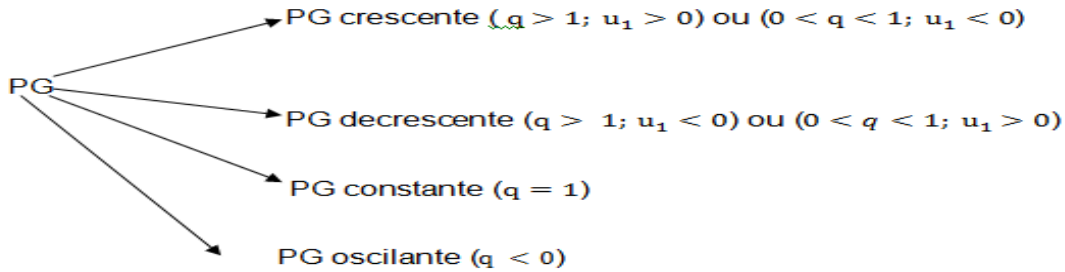 PG crescente ( q > 1; u₁ > 0) ou (0 < q < 1; u₁ < 0)
PG
PG decrescente (q > 1; u₁ < 0) ou (0 < q < 1; u₁ > 0)
PG constante (q = 1)
PG oscilante (q < 0)